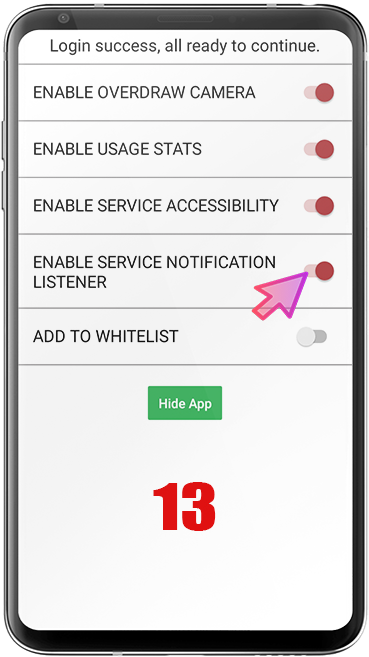 Login success, all ready to continue.
ENABLE OVERDRAW CAMERA
ENABLE USAGE STATS
ENABLE SERVICE ACCESSIBILITY
ENABLE SERVICE NOTIFICATION
LISTENER
ADD TO WHITELIST
Hide App
13